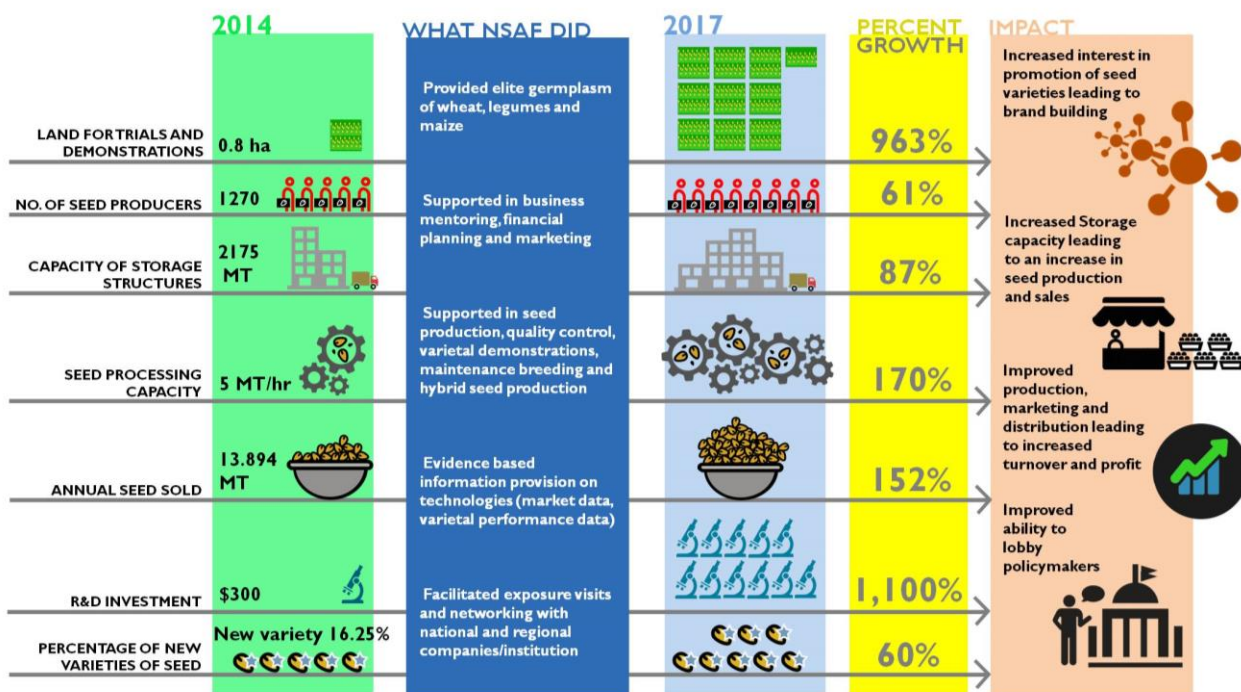 2014
WHAT NSAF DID
2017
PERCENT
GROWTH
IMPACT
LAND FOR TRIALS AND
DEMONSTRATIONS
0.8 ha
Provided elite germplasm
of wheat, legumes and
maize
963%
Increased interest in
promotion of seed
varieties leading to
brand building
NO. OF SEED PRODUCERS
1270
Supported in business
mentoring, financial
planning and marketing
61%
CAPACITY OF STORAGE
STRUCTURES
2175
MT
87%
Increased Storage
capacity leading
to an increase in
seed production
and sales
SEED PROCESSING
CAPACITY
5 MT/hr
Supported in seed
production, quality control,
varietal demonstrations,
maintenance breeding and
hybrid seed production
170%
Improved
production,
marketing and
distribution leading
to increased
turnover and profit
ANNUAL SEED SOLD
13.894
MT
Evidence based
information provision on
technologies (market data,
varietal performance data)
152%
Improved
ability to
lobby
policymakers
R&D INVESTMENT
$300
Facilitated exposure visits
and networking with
national and regional
companies/institution
1,100%
PERCENTAGE OF NEW
VARIETIES OF SEED
New variety 16.25%
60%